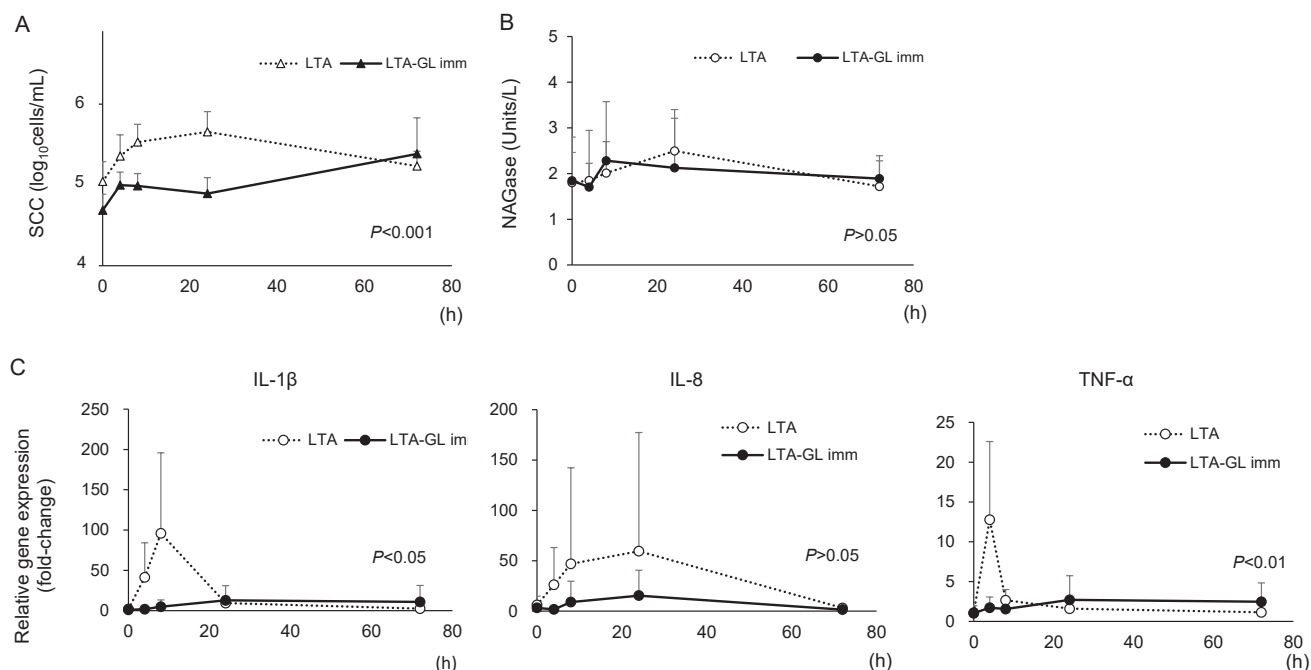 A
SCC (log₁₀cells/mL)
6
5
4
LTA
LTA-GL imm
P<0.001
0 20 40 60 80
(h)
B
NAGase (Units/L)
5
4
3
2
1
0
LTA
LTA-GL imm
P>0.05
0 20 40 60 80
(h)
C
Relative gene expression
(fold-change)
IL-1β
250
200
150
100
50
0
LTA
LTA-GL imm
P<0.05
0 20 40 60 80
(h)
IL-8
200
150
100
50
0
LTA
LTA-GL imm
P>0.05
0 20 40 60 80
(h)
TNF-α
25
20
15
10
5
0
LTA
LTA-GL imm
P<0.01
0 20 40 60 80
(h)